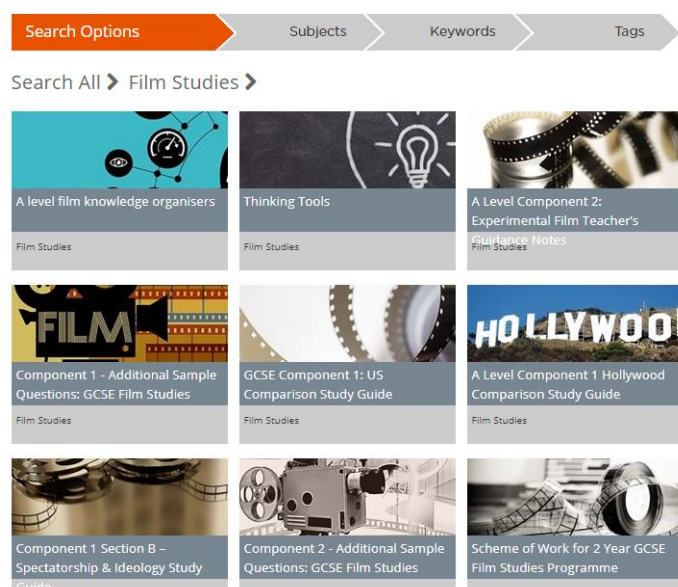 Search Options
Subjects
Keywords
Tags
Search All
Film Studies
A level film knowledge organisers
Film Studies
Thinking Tools
Film Studies
A Level Component 2:
Experimental Film Teacher's
Guidance Notes
Film Studies
FILM
Component 1 - Additional Sample
Questions: GCSE Film Studies
Film Studies
GCSE Component 1: US
Comparison Study Guide
Film Studies
HOLLYWOO
A Level Component 1 Hollywood
Comparison Study Guide
Film Studies
Component 1 Section B –
Spectatorship & Ideology Study
Guide
Component 2 - Additional Sample
Questions: GCSE Film Studies
Scheme of Work for 2 Year GCSE
Film Studies Programme